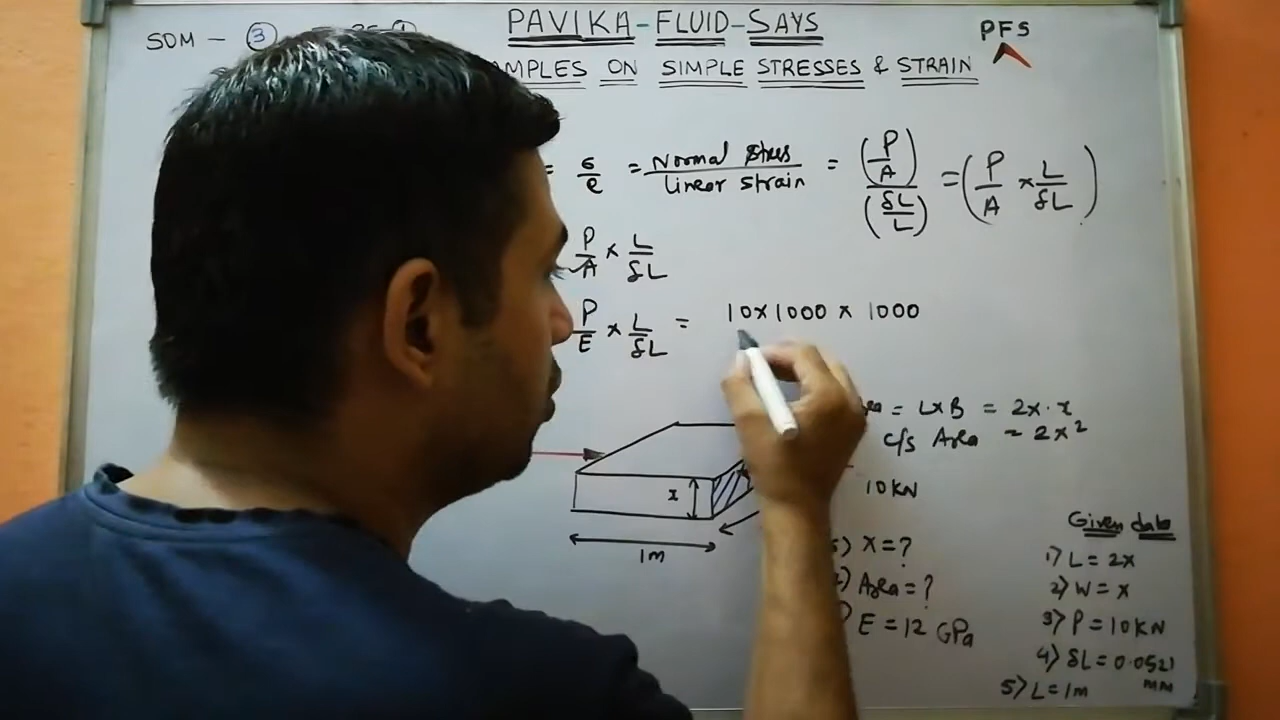 SOM - 3
PAVIKA-FLUID-SAYS
PFS
AMPLES ON SIMPLE STRESSES & STRAIN
= σ/e = Normal stress/Linear strain = (P/A)/(δL/L) = (P/A × L/δL)
P/A × L/δL
P/E × L/δL = 10×1000 × 1000
= L×B = 2x·x
c/s Area = 2x²
x
10KN
1m
Given data
x=?
1) L=2x
Area=?
2) W=x
E=12 GPa
3) P=10KN
4) δL=0.0521
MM
5) L=1m